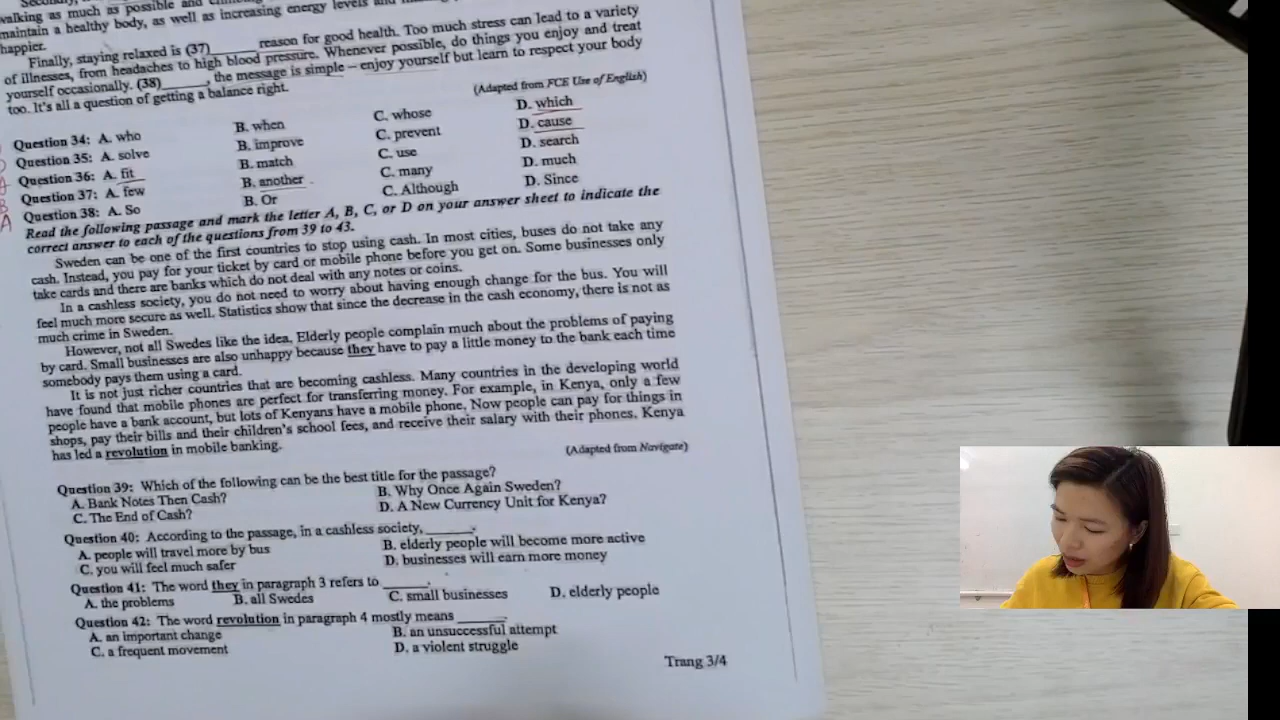 walking as much as possible and
maintain a healthy body, as well as increasing energy levels and
happier.
Finally, staying relaxed is (37)______ reason for good health. Too much stress can lead to a variety
of illnesses, from headaches to high blood pressure. Whenever possible, do things you enjoy and treat
yourself occasionally. (38)______, the message is simple – enjoy yourself but learn to respect your body
too. It's all a question of getting a balance right.
(Adapted from FCE Use of English)
Question 34: A. who B. when C. whose D. which
Question 35: A. solve B. improve C. prevent D. cause
Question 36: A. fit B. match C. use D. search
Question 37: A. few B. another C. many D. much
Question 38: A. So B. Or C. Although D. Since
Read the following passage and mark the letter A, B, C, or D on your answer sheet to indicate the
correct answer to each of the questions from 39 to 43.
Sweden can be one of the first countries to stop using cash. In most cities, buses do not take any
cash. Instead, you pay for your ticket by card or mobile phone before you get on. Some businesses only
take cards and there are banks which do not deal with any notes or coins.
In a cashless society, you do not need to worry about having enough change for the bus. You will
feel much more secure as well. Statistics show that since the decrease in the cash economy, there is not as
much crime in Sweden.
However, not all Swedes like the idea. Elderly people complain much about the problems of paying
by card. Small businesses are also unhappy because they have to pay a little money to the bank each time
somebody pays them using a card.
It is not just richer countries that are becoming cashless. Many countries in the developing world
have found that mobile phones are perfect for transferring money. For example, in Kenya, only a few
people have a bank account, but lots of Kenyans have a mobile phone. Now people can pay for things in
shops, pay their bills and their children's school fees, and receive their salary with their phones. Kenya
has led a revolution in mobile banking.
(Adapted from Navigate)
Question 39: Which of the following can be the best title for the passage?
A. Bank Notes Then Cash? B. Why Once Again Sweden?
C. The End of Cash? D. A New Currency Unit for Kenya?
Question 40: According to the passage, in a cashless society,______.
A. people will travel more by bus B. elderly people will become more active
C. you will feel much safer D. businesses will earn more money
Question 41: The word they in paragraph 3 refers to ______.
A. the problems B. all Swedes C. small businesses D. elderly people
Question 42: The word revolution in paragraph 4 mostly means ______.
A. an important change B. an unsuccessful attempt
C. a frequent movement D. a violent struggle
Trang 3/4